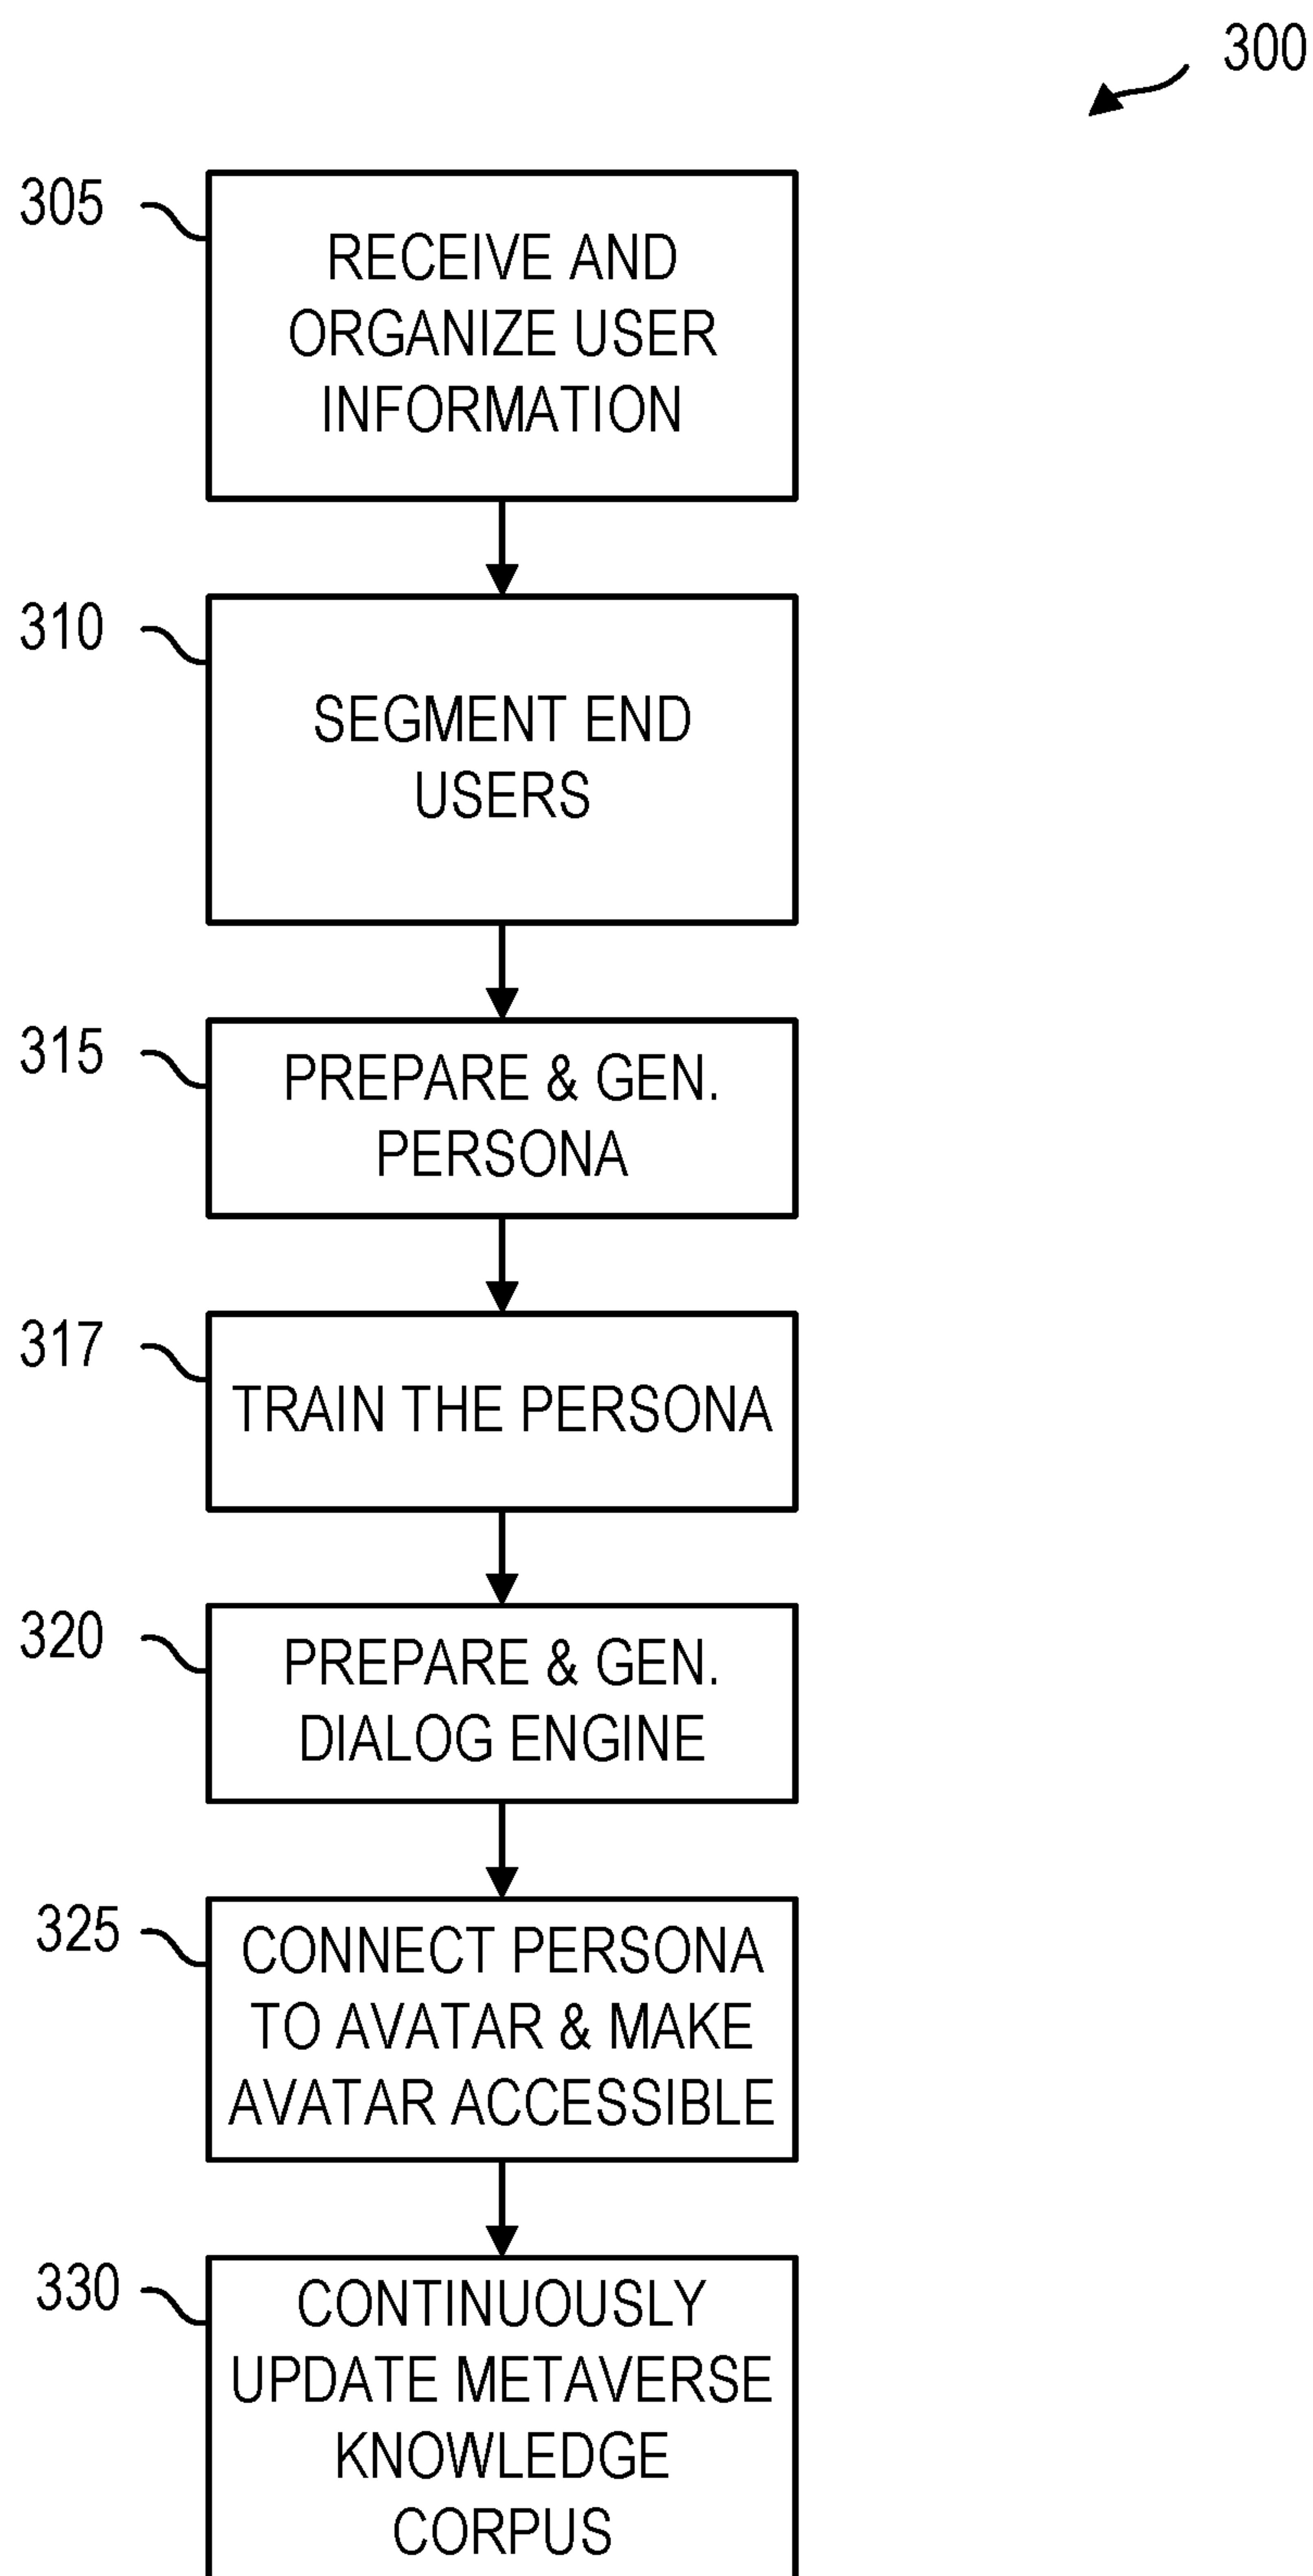 300
305
RECEIVE AND
ORGANIZE USER
INFORMATION
310
SEGMENT END
USERS
315
PREPARE & GEN.
PERSONA
317
TRAIN THE PERSONA
320
PREPARE & GEN.
DIALOG ENGINE
325
CONNECT PERSONA
TO AVATAR & MAKE
AVATAR ACCESSIBLE
330
CONTINUOUSLY
UPDATE METAVERSE
KNOWLEDGE
CORPUS